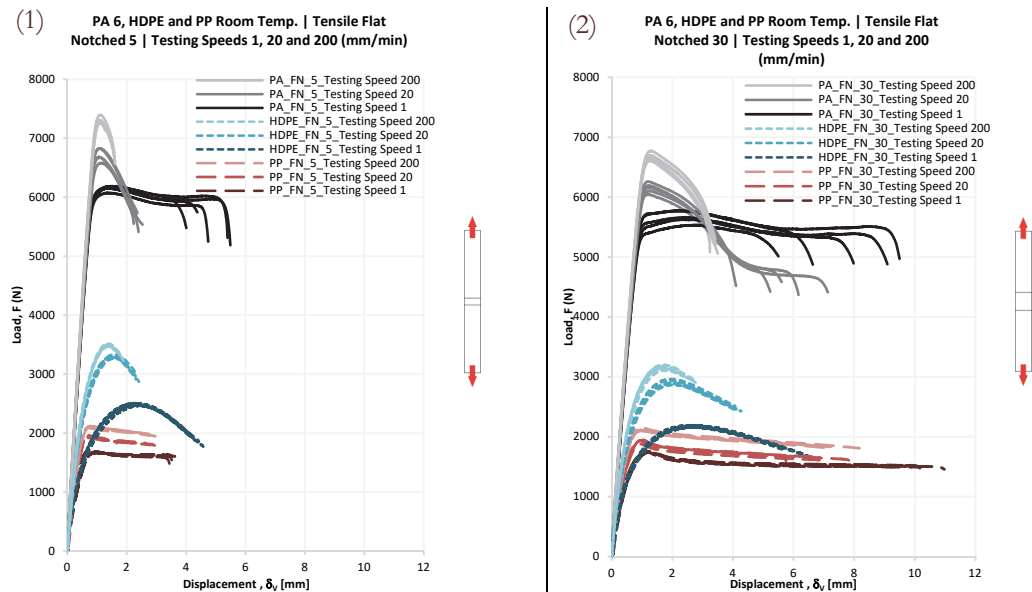 (1)
PA 6, HDPE and PP Room Temp. | Tensile Flat
Notched 5 | Testing Speeds 1, 20 and 200 (mm/min)
8000
7000
6000
5000
4000
3000
2000
1000
0
Load, F (N)
PA_FN_5_Testing Speed 200
PA_FN_5_Testing Speed 20
PA_FN_5_Testing Speed 1
HDPE_FN_5_Testing Speed 200
HDPE_FN_5_Testing Speed 20
HDPE_FN_5_Testing Speed 1
PP_FN_5_Testing Speed 200
PP_FN_5_Testing Speed 20
PP_FN_5_Testing Speed 1
0 2 4 6 8 10 12
Displacement , δᵥ [mm]
(2)
PA 6, HDPE and PP Room Temp. | Tensile Flat
Notched 30 | Testing Speeds 1, 20 and 200
(mm/min)
8000
7000
6000
5000
4000
3000
2000
1000
0
Load, F (N)
PA_FN_30_Testing Speed 200
PA_FN_30_Testing Speed 20
PA_FN_30_Testing Speed 1
HDPE_FN_30_Testing Speed 200
HDPE_FN_30_Testing Speed 20
HDPE_FN_30_Testing Speed 1
PP_FN_30_Testing Speed 200
PP_FN_30_Testing Speed 20
PP_FN_30_Testing Speed 1
0 2 4 6 8 10 12
Displacement , δᵥ [mm]